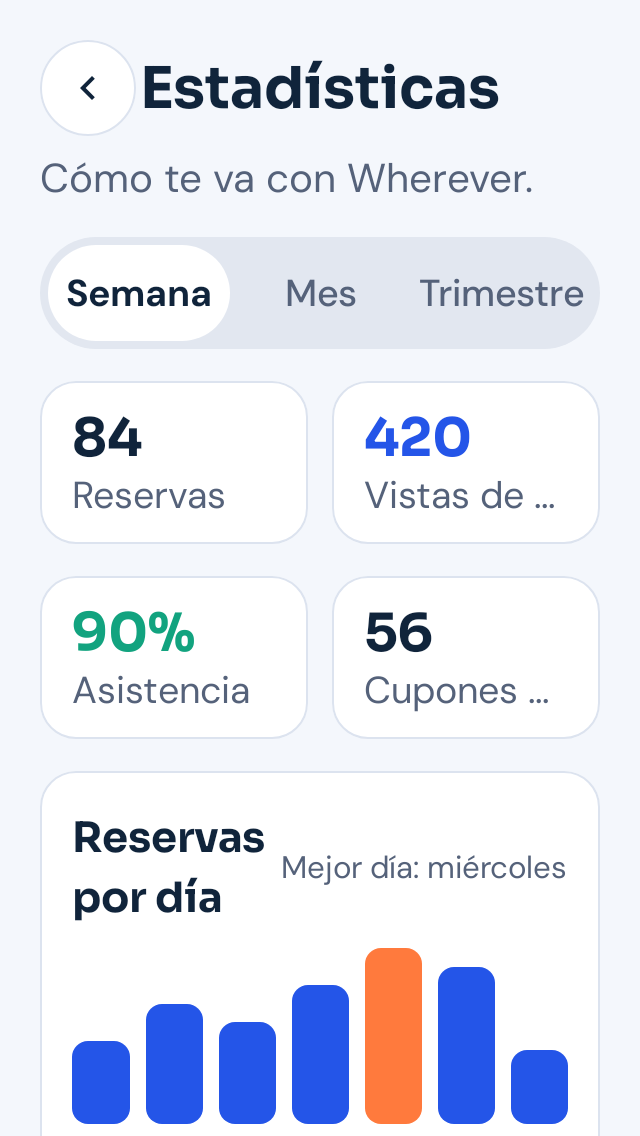 Estadísticas
Cómo te va con Wherever.
Semana Mes Trimestre
84
Reservas
420
Vistas de ...
90%
Asistencia
56
Cupones ...
Reservas
por día
Mejor día: miércoles